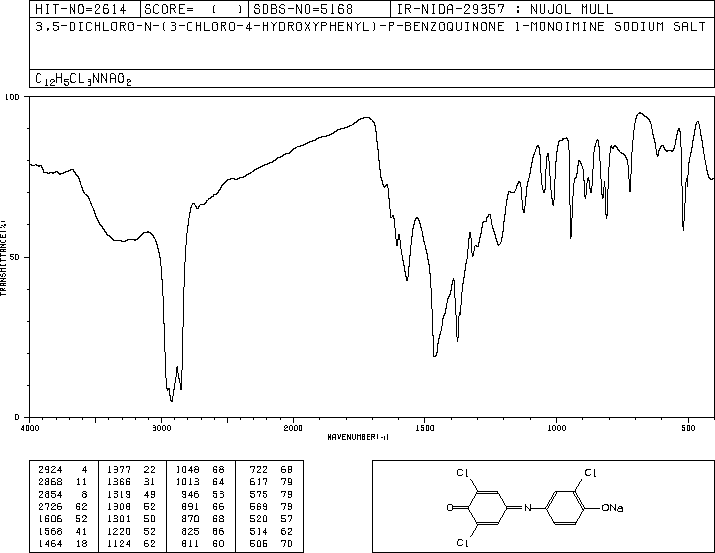 HIT-NO=2614 SCORE= ( ) SDBS-NO=5168 IR-NIDA-29357 : NUJOL MULL
3,5-DICHLORO-N-(3-CHLORO-4-HYDROXYPHENYL)-P-BENZOQUINONE 1-MONOIMINE SODIUM SALT
C12H5CL3NNAO2
100
50
0
TRANSMITTANCE(%)
4000 3000 2000 1500 1000 500
WAVENUMBER(-1)
2924 4 1377 22 1048 68 722 68
2868 11 1366 31 1013 64 617 79
2854 8 1319 49 946 53 575 79
2726 62 1308 52 891 66 569 79
1606 52 1301 50 870 68 520 57
1568 41 1220 52 825 66 514 62
1464 18 1124 62 811 60 506 70
Cl
Cl
O N ONa
Cl